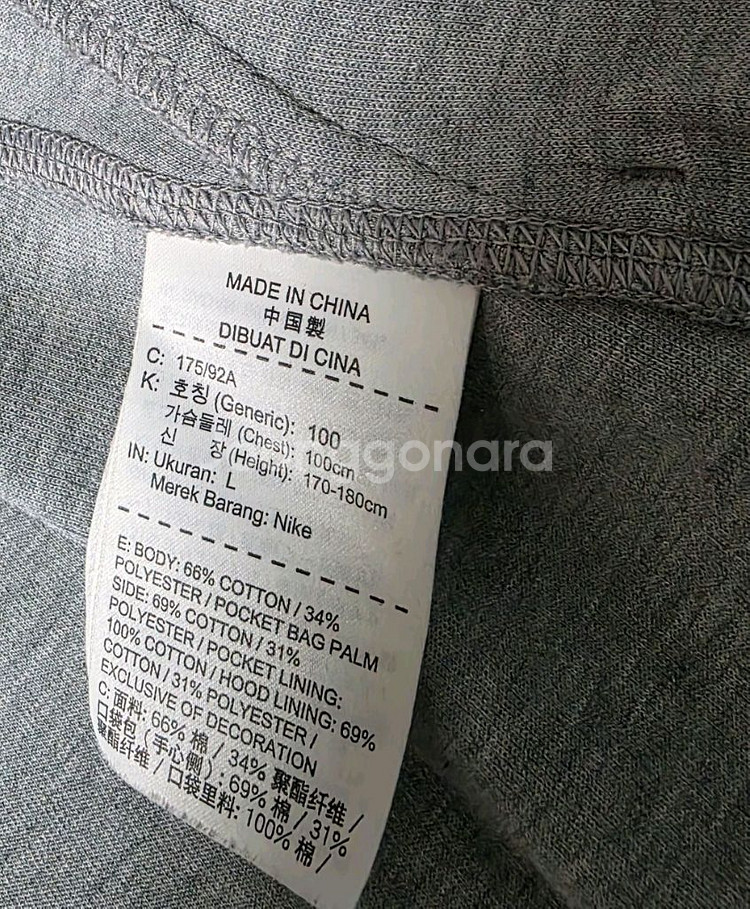 MADE IN CHINA
中国製
DIBUAT DI CINA
C: 175/92A
K: 호칭 (Generic): 100
가슴둘레 (Chest): 100cm
신 장 (Height): 170-180cm
IN: Ukuran: L
Merek Barang: Nike
E: BODY: 66% COTTON / 34%
POLYESTER / POCKET BAG PALM
SIDE: 69% COTTON / 31%
POLYESTER / POCKET LINING:
100% COTTON / HOOD LINING: 69%
COTTON / 31% POLYESTER /
EXCLUSIVE OF DECORATION
C: 面料: 66% 棉 / 34% 聚酯纤维 /
口袋包 (手心侧) : 69% 棉 / 31%
聚酯纤维 / 口袋里料: 100% 棉 /
magonara